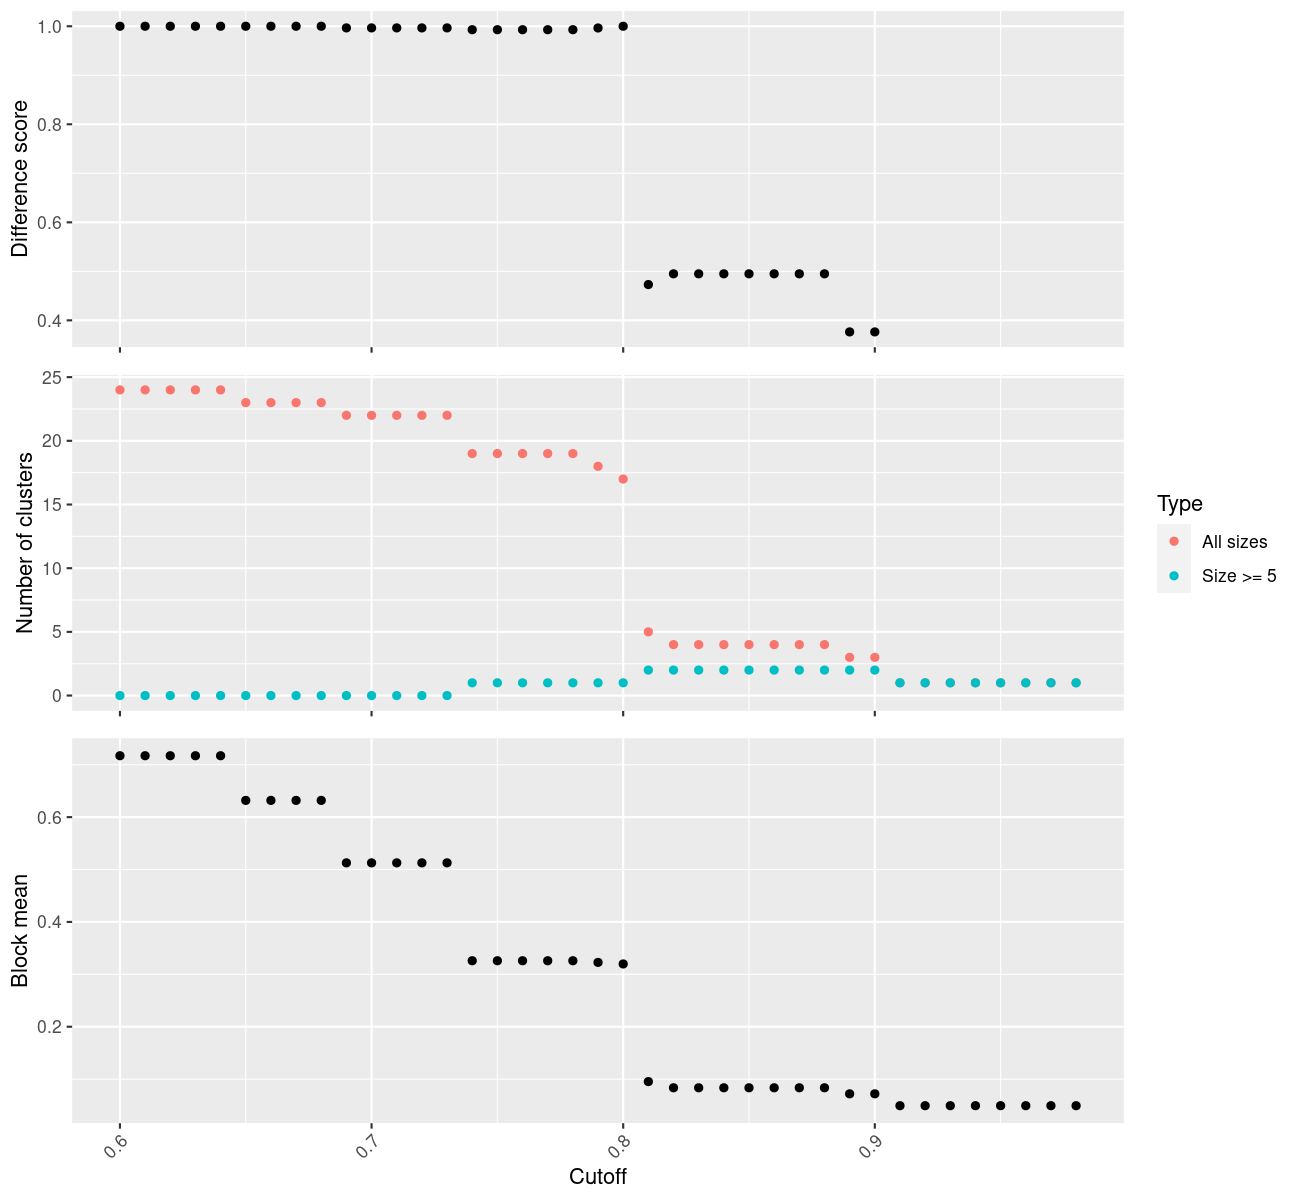 Difference score
1.0
0.8
0.6
0.4
Number of clusters
25
20
15
10
5
0
Type
All sizes
Size >= 5
Block mean
0.6
0.4
0.2
0.6
0.7
0.8
0.9
Cutoff